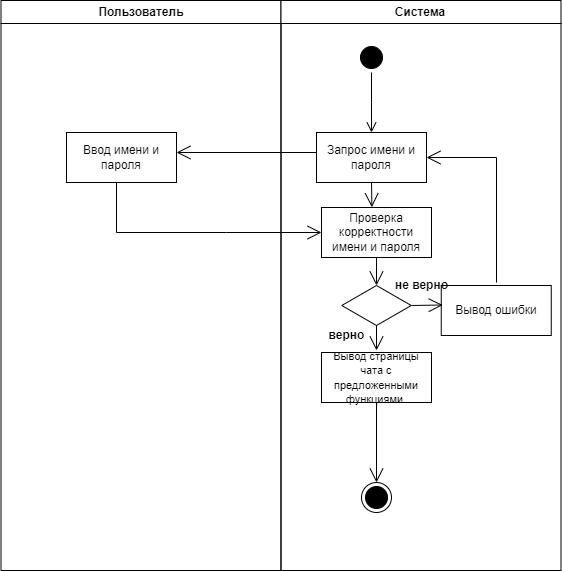 Пользователь
Система
Ввод имени и
пароля
Запрос имени и
пароля
Проверка
корректности
имени и пароля
не верно
Вывод ошибки
верно
Вывод страницы
чата с
предложенными
функциями